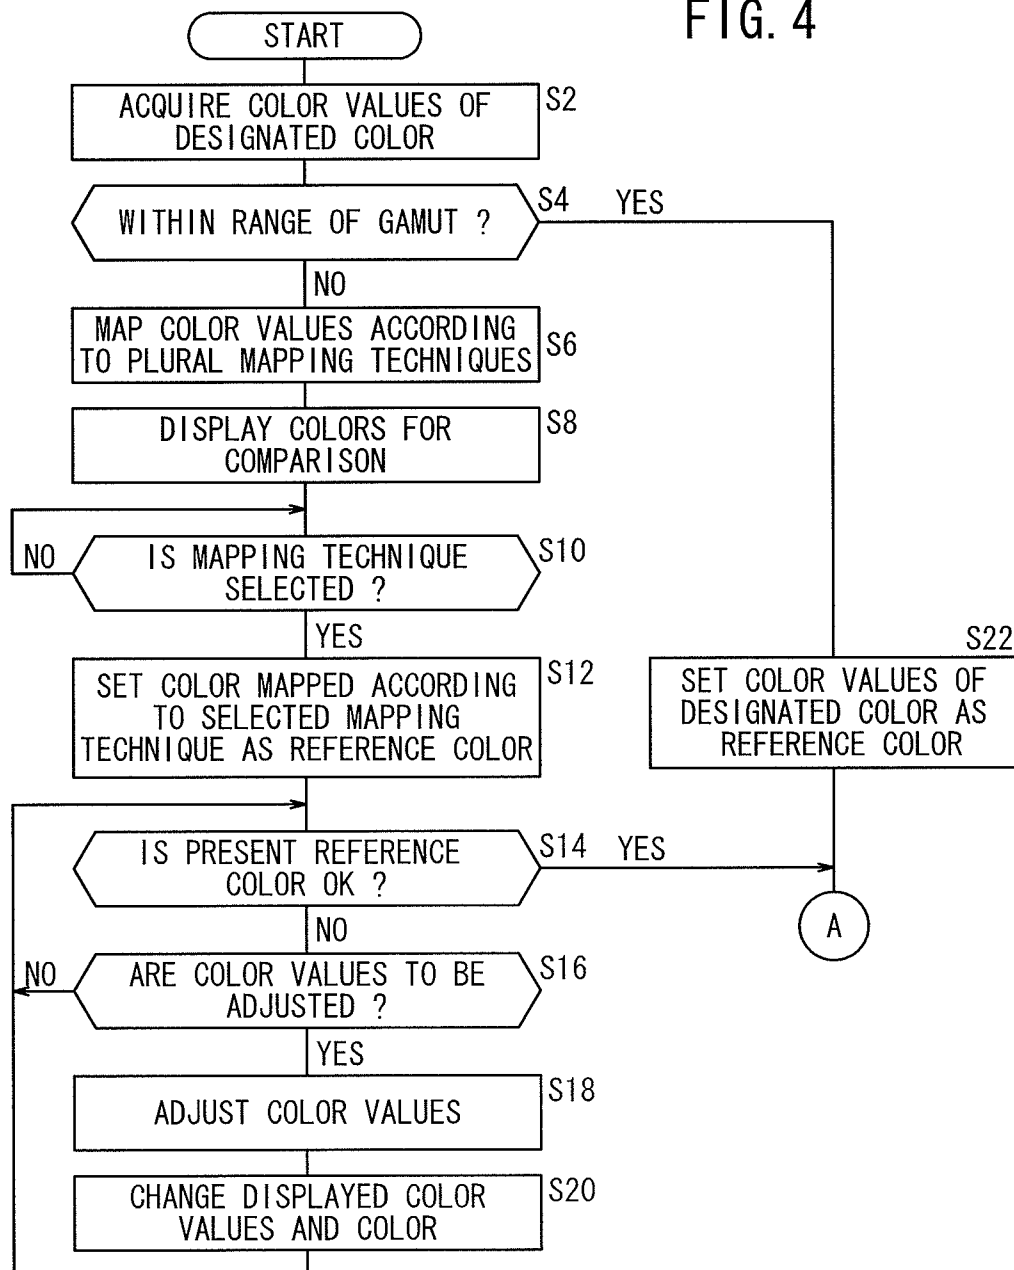 FIG. 4
START
ACQUIRE COLOR VALUES OF
DESIGNATED COLOR
S2
WITHIN RANGE OF GAMUT ?
S4
YES
NO
MAP COLOR VALUES ACCORDING
TO PLURAL MAPPING TECHNIQUES
S6
DISPLAY COLORS FOR
COMPARISON
S8
NO
IS MAPPING TECHNIQUE
SELECTED ?
S10
YES
SET COLOR MAPPED ACCORDING
TO SELECTED MAPPING
TECHNIQUE AS REFERENCE COLOR
S12
S22
SET COLOR VALUES OF
DESIGNATED COLOR AS
REFERENCE COLOR
IS PRESENT REFERENCE
COLOR OK ?
S14
YES
A
NO
NO
ARE COLOR VALUES TO BE
ADJUSTED ?
S16
YES
ADJUST COLOR VALUES
S18
CHANGE DISPLAYED COLOR
VALUES AND COLOR
S20